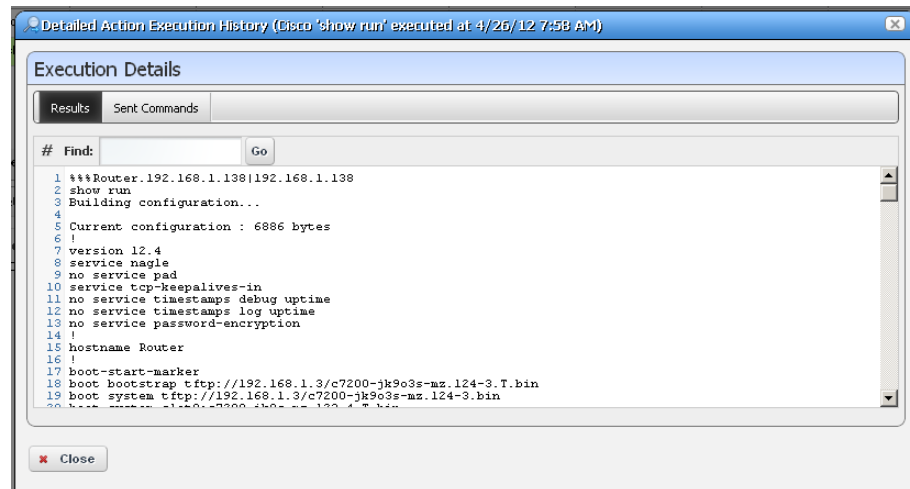 Detailed Action Execution History (Cisco 'show run' executed at 4/26/12 7:58 AM)
Execution Details
Results Sent Commands
# Find: Go
1 %%%Router.192.168.1.138|192.168.1.138
2 show run
3 Building configuration...
4
5 Current configuration : 6886 bytes
6 !
7 version 12.4
8 service nagle
9 no service pad
10 service tcp-keepalives-in
11 no service timestamps debug uptime
12 no service timestamps log uptime
13 no service password-encryption
14 !
15 hostname Router
16 !
17 boot-start-marker
18 boot bootstrap tftp://192.168.1.3/c7200-jk9o3s-mz.124-3.T.bin
19 boot system tftp://192.168.1.3/c7200-jk9o3s-mz.124-3.bin
20 boot system
Close